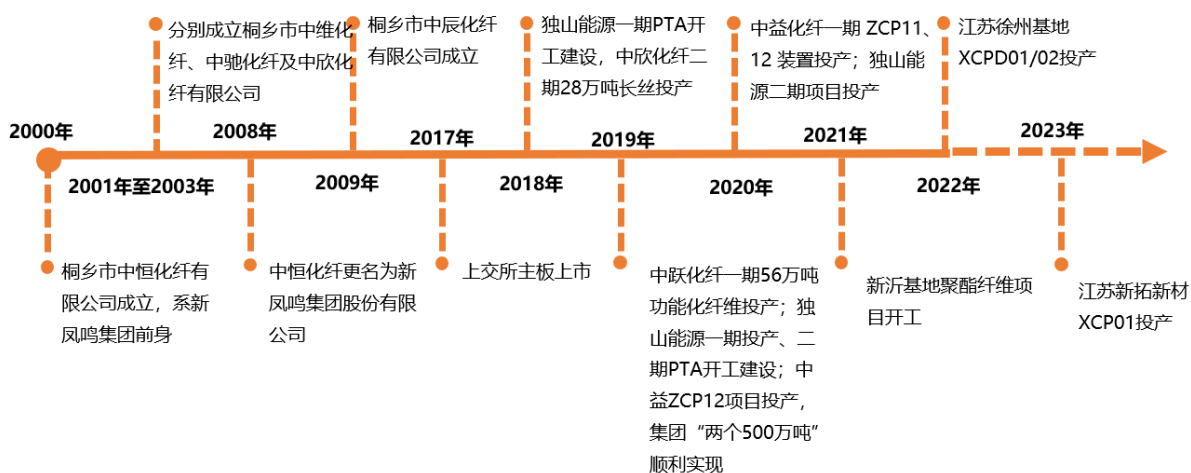 分别成立桐乡市中维化
纤、中驰化纤及中欣化
纤有限公司
桐乡市中辰化纤
有限公司成立
独山能源一期PTA开
工建设，中欣化纤二
期28万吨长丝投产
中益化纤一期 ZCP11、
12 装置投产；独山能
源二期项目投产
江苏徐州基地
XCPD01/02投产
2000年
2008年
2017年
2019年
2021年
2023年
2001年至2003年
2009年
2018年
2020年
2022年
桐乡市中恒化纤有
限公司成立，系新
凤鸣集团前身
中恒化纤更名为新
凤鸣集团股份有限
公司
上交所主板上市
中跃化纤一期56万吨
功能化纤维投产；独
山能源一期投产、二
期PTA开工建设；中
益ZCP12项目投产，
集团“两个500万吨”
顺利实现
新沂基地聚酯纤维项
目开工
江苏新拓新材
XCP01投产